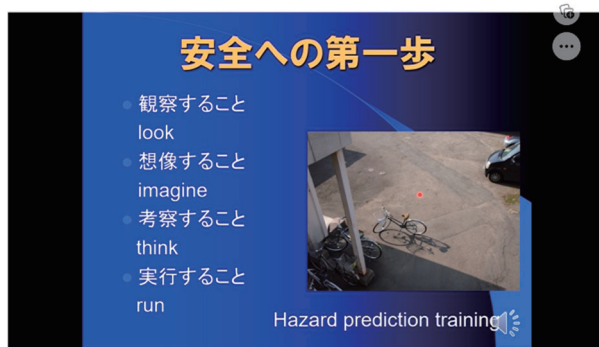 安全への第一歩
観察すること
look
想像すること
imagine
考察すること
think
実行すること
run
Hazard prediction training